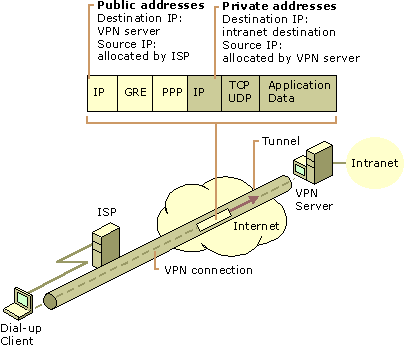 Public addresses
Destination IP:
VPN server
Source IP:
allocated by ISP
Private addresses
Destination IP:
intranet destination
Source IP:
allocated by VPN server
IP
GRE
PPP
IP
TCP
UDP
Application
Data
Tunnel
Intranet
VPN
Server
ISP
Internet
VPN connection
Dial-up
Client